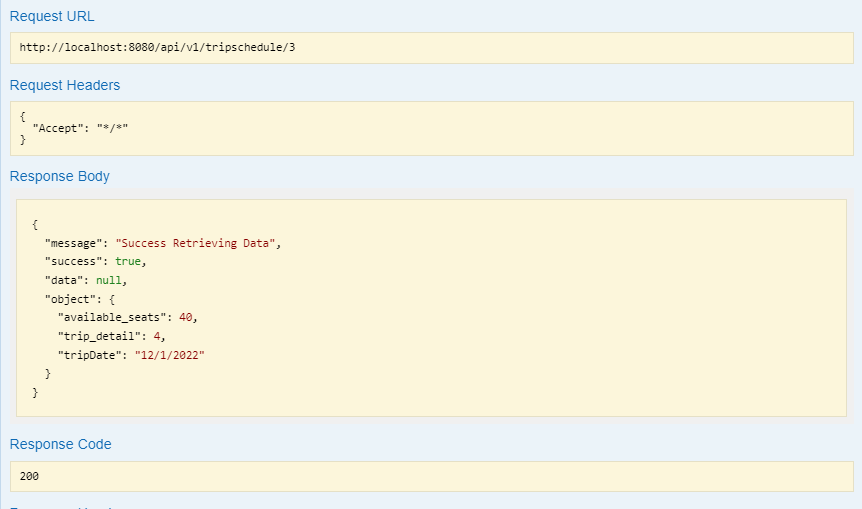 Request URL
http://localhost:8080/api/v1/tripschedule/3
Request Headers
{
  "Accept": "*/*"
}
Response Body
{
  "message": "Success Retrieving Data",
  "success": true,
  "data": null,
  "object": {
    "available_seats": 40,
    "trip_detail": 4,
    "tripDate": "12/1/2022"
  }
}
Response Code
200